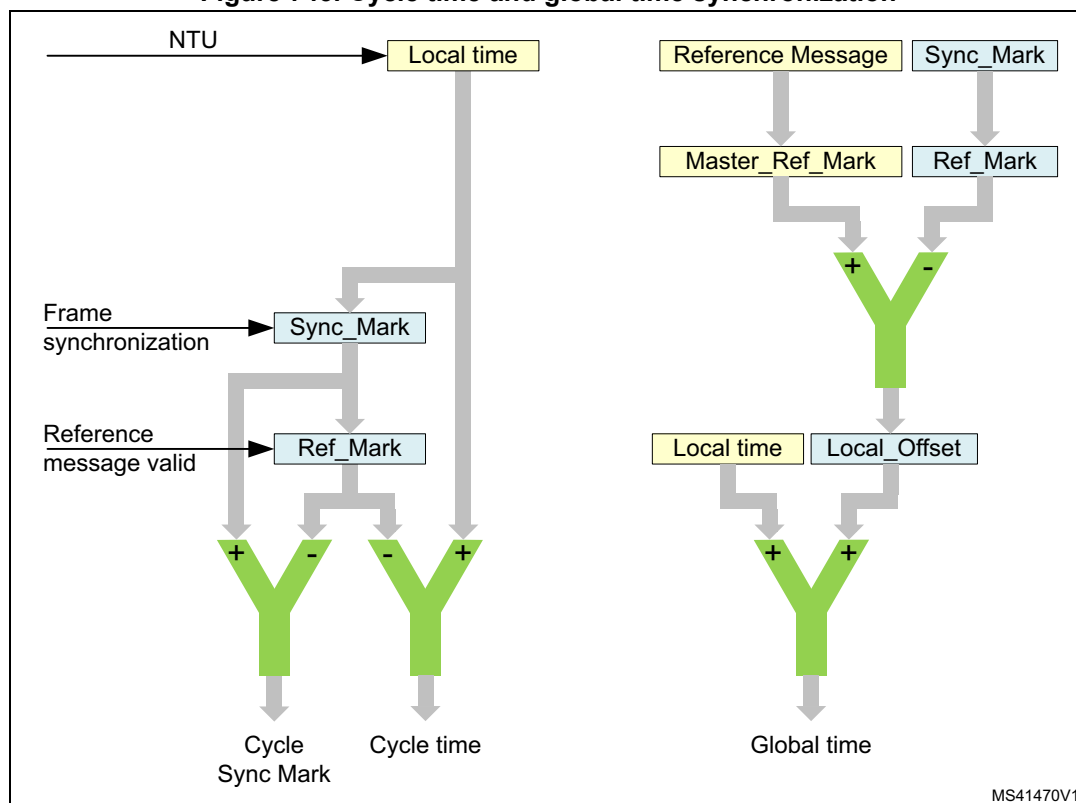 NTU
Local time
Frame
synchronization
Sync_Mark
Reference
message valid
Ref_Mark
+
-
-
+
Cycle
Sync Mark
Cycle time
Reference Message
Sync_Mark
Master_Ref_Mark
Ref_Mark
+
-
Local time
Local_Offset
+
+
Global time
MS41470V1